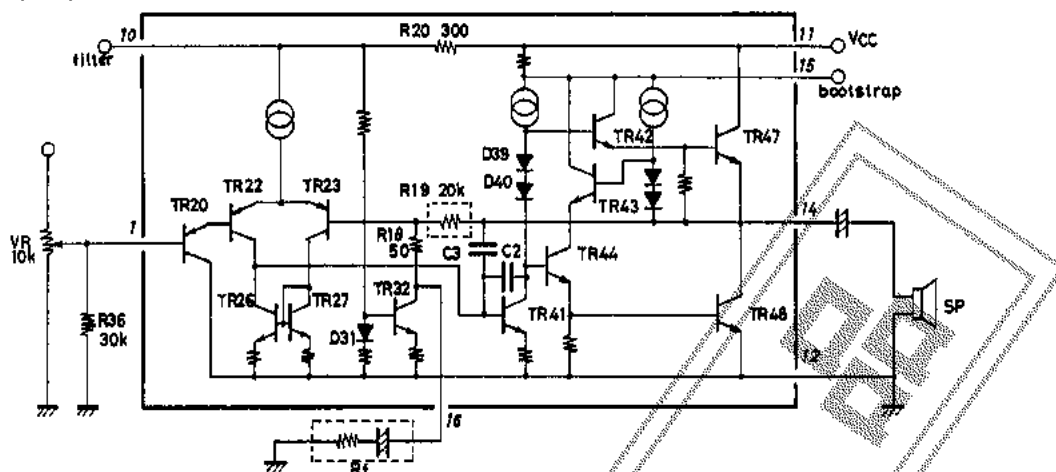 R20 300
10
11
VCC
filter
15
bootstrap
TR42
TR47
D39
D40
TR22
TR23
R19 20k
TR43
14
TR20
1
VR
10k
R18
50
C3
C2
TR44
TR26
TR27
TR32
TR41
TR48
SP
R36
30k
D31
12
16
Rf